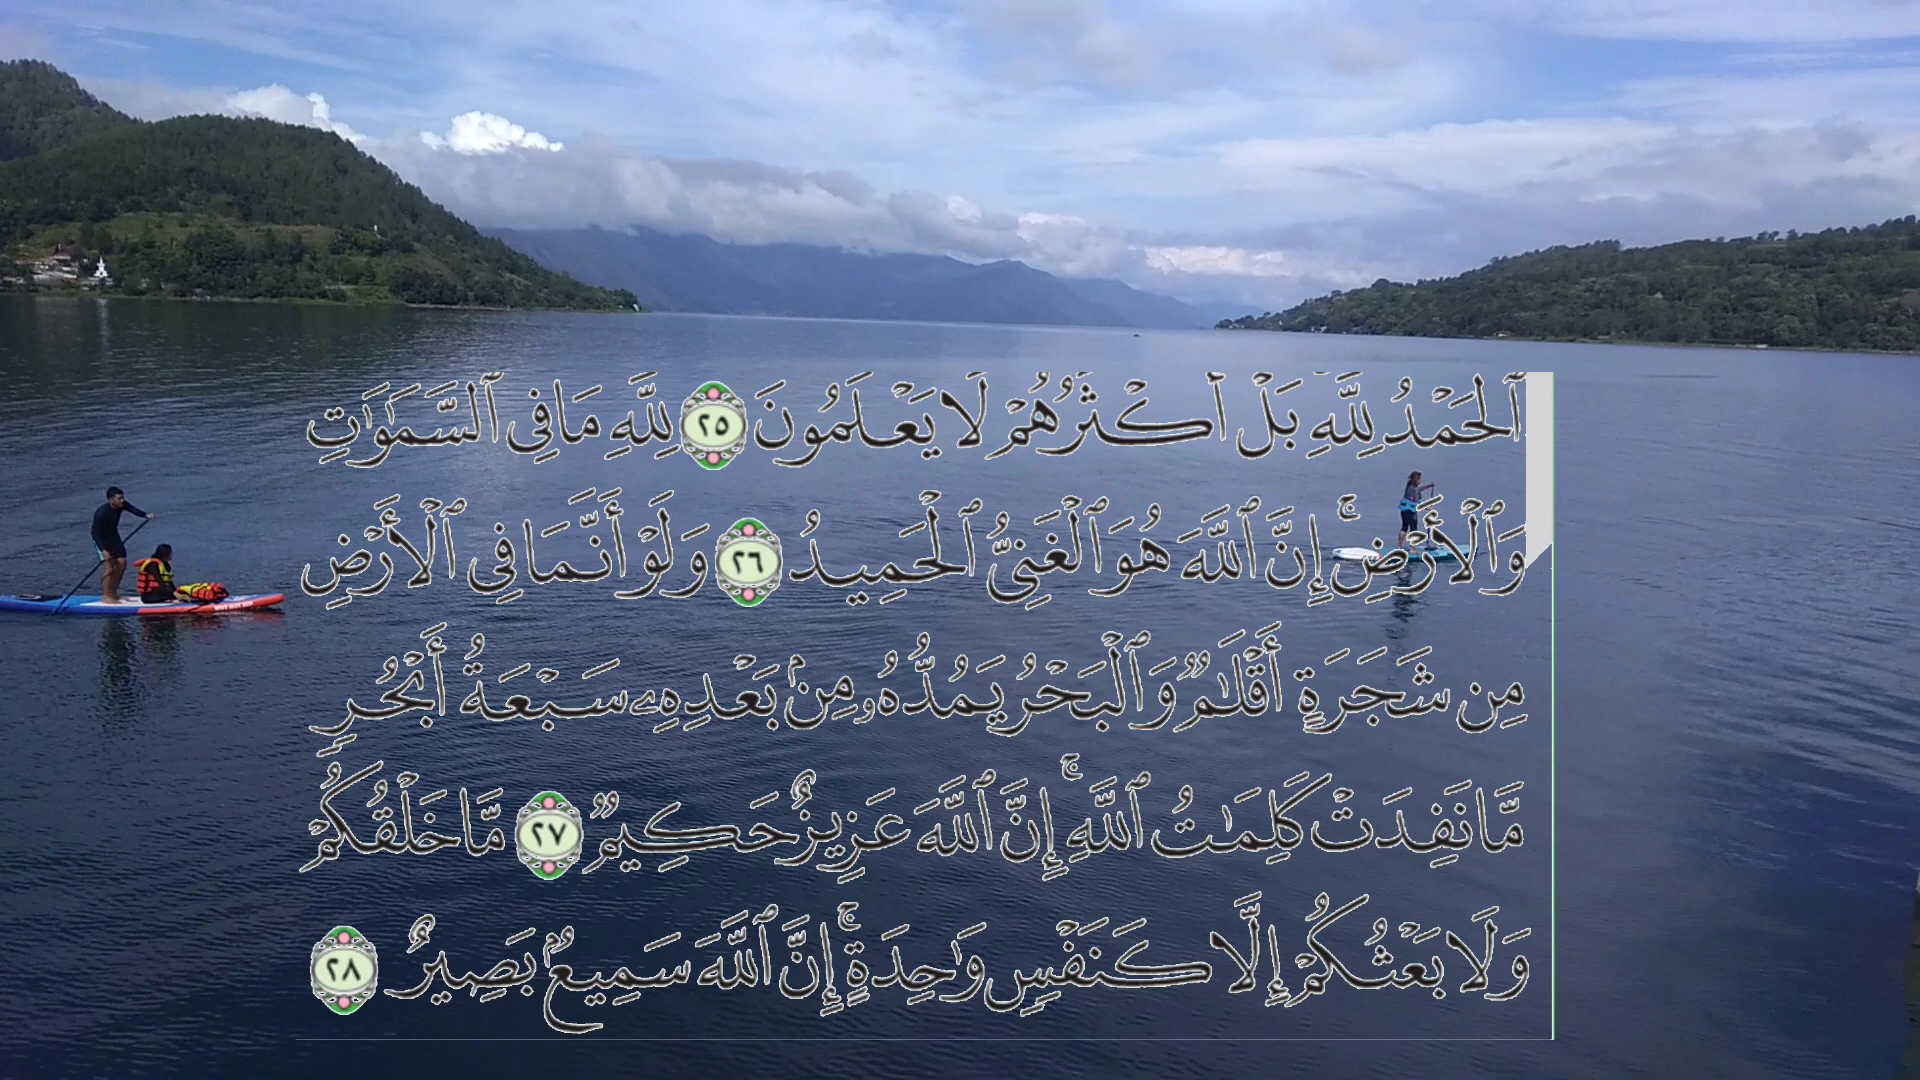 ٱلْحَمْدُ لِلَّهِ بَلْ أَكْثَرُهُمْ لَا يَعْلَمُونَ ٢٥ لِلَّهِ مَا فِى ٱلسَّمَـٰوَٰتِ
وَٱلْأَرْضِ ۚ إِنَّ ٱللَّهَ هُوَ ٱلْغَنِىُّ ٱلْحَمِيدُ ٢٦ وَلَوْ أَنَّمَا فِى ٱلْأَرْضِ
مِن شَجَرَةٍ أَقْلَـٰمٌ وَٱلْبَحْرُ يَمُدُّهُۥ مِنۢ بَعْدِهِۦ سَبْعَةُ أَبْحُرٍ
مَّا نَفِدَتْ كَلِمَـٰتُ ٱللَّهِ ۗ إِنَّ ٱللَّهَ عَزِيزٌ حَكِيمٌ ٢٧ مَّا خَلْقُكُمْ
وَلَا بَعْثُكُمْ إِلَّا كَنَفْسٍ وَٰحِدَةٍ ۗ إِنَّ ٱللَّهَ سَمِيعٌۢ بَصِيرٌ ٢٨